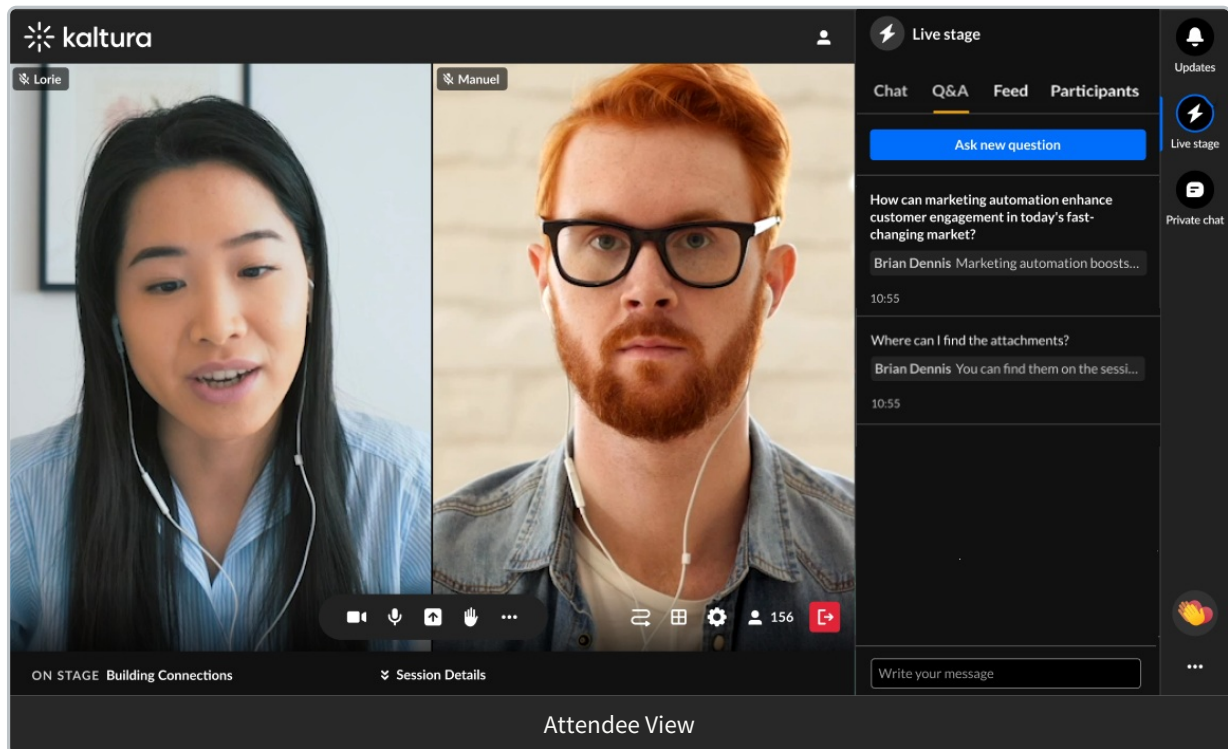 kaltura
Lorie
Manuel
156
ON STAGE Building Connections
Session Details
Live stage
Chat Q&A Feed Participants
Ask new question
How can marketing automation enhance
customer engagement in today's fast-
changing market?
Brian Dennis Marketing automation boosts...
10:55
Where can I find the attachments?
Brian Dennis You can find them on the sessi...
10:55
Write your message
Updates
Live stage
Private chat
Attendee View